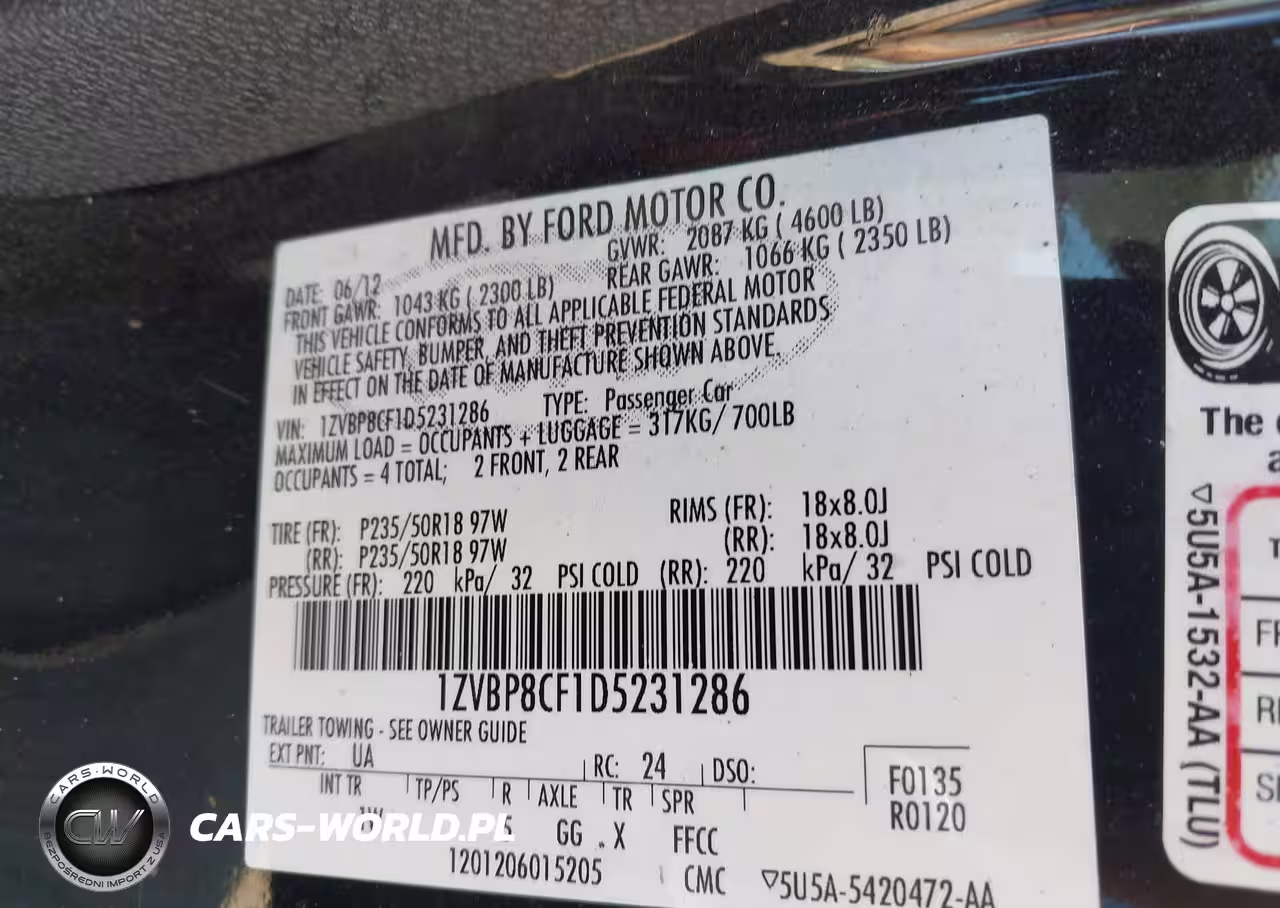 MFD. BY FORD MOTOR CO.
DATE: 06/12 GVWR: 2087 KG ( 4600 LB)
FRONT GAWR: 1043 KG ( 2300 LB) REAR GAWR: 1066 KG ( 2350 LB)
THIS VEHICLE CONFORMS TO ALL APPLICABLE FEDERAL MOTOR
VEHICLE SAFETY, BUMPER, AND THEFT PREVENTION STANDARDS
IN EFFECT ON THE DATE OF MANUFACTURE SHOWN ABOVE.
VIN: 1ZVBP8CF1D5231286 TYPE: Passenger Car
MAXIMUM LOAD = OCCUPANTS + LUGGAGE = 317KG/ 700LB
OCCUPANTS = 4 TOTAL; 2 FRONT, 2 REAR
TIRE (FR): P235/50R18 97W RIMS (FR): 18x8.0J
(RR): P235/50R18 97W (RR): 18x8.0J
PRESSURE (FR): 220 kPa/ 32 PSI COLD (RR): 220 kPa/ 32 PSI COLD
1ZVBP8CF1D5231286
TRAILER TOWING - SEE OWNER GUIDE
EXT PNT: UA RC: 24 DSO:
F0135
R0120
INT TR TP/PS R AXLE TR SPR
GG . X FFCC
1201206015205 CMC ▽5U5A-5420472-AA
The
▽5U5A-1532-AA (TLU)
CARS-WORLD
CW
BEZPOŚREDNI IMPORT Z USA
CARS-WORLD.PL